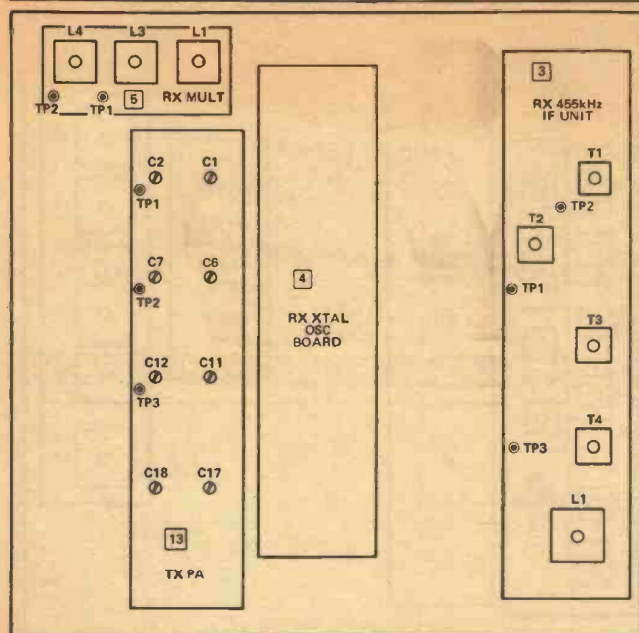 L4 L3 L1
TP2 TP1 5 RX MULT
C2 C1
TP1
C7 C6
TP2
C12 C11
TP3
C18 C17
13
TX PA
4
RX XTAL
OSC
BOARD
3
RX 455kHz
IF UNIT
T1
TP2
T2
TP1
T3
T4
TP3
L1